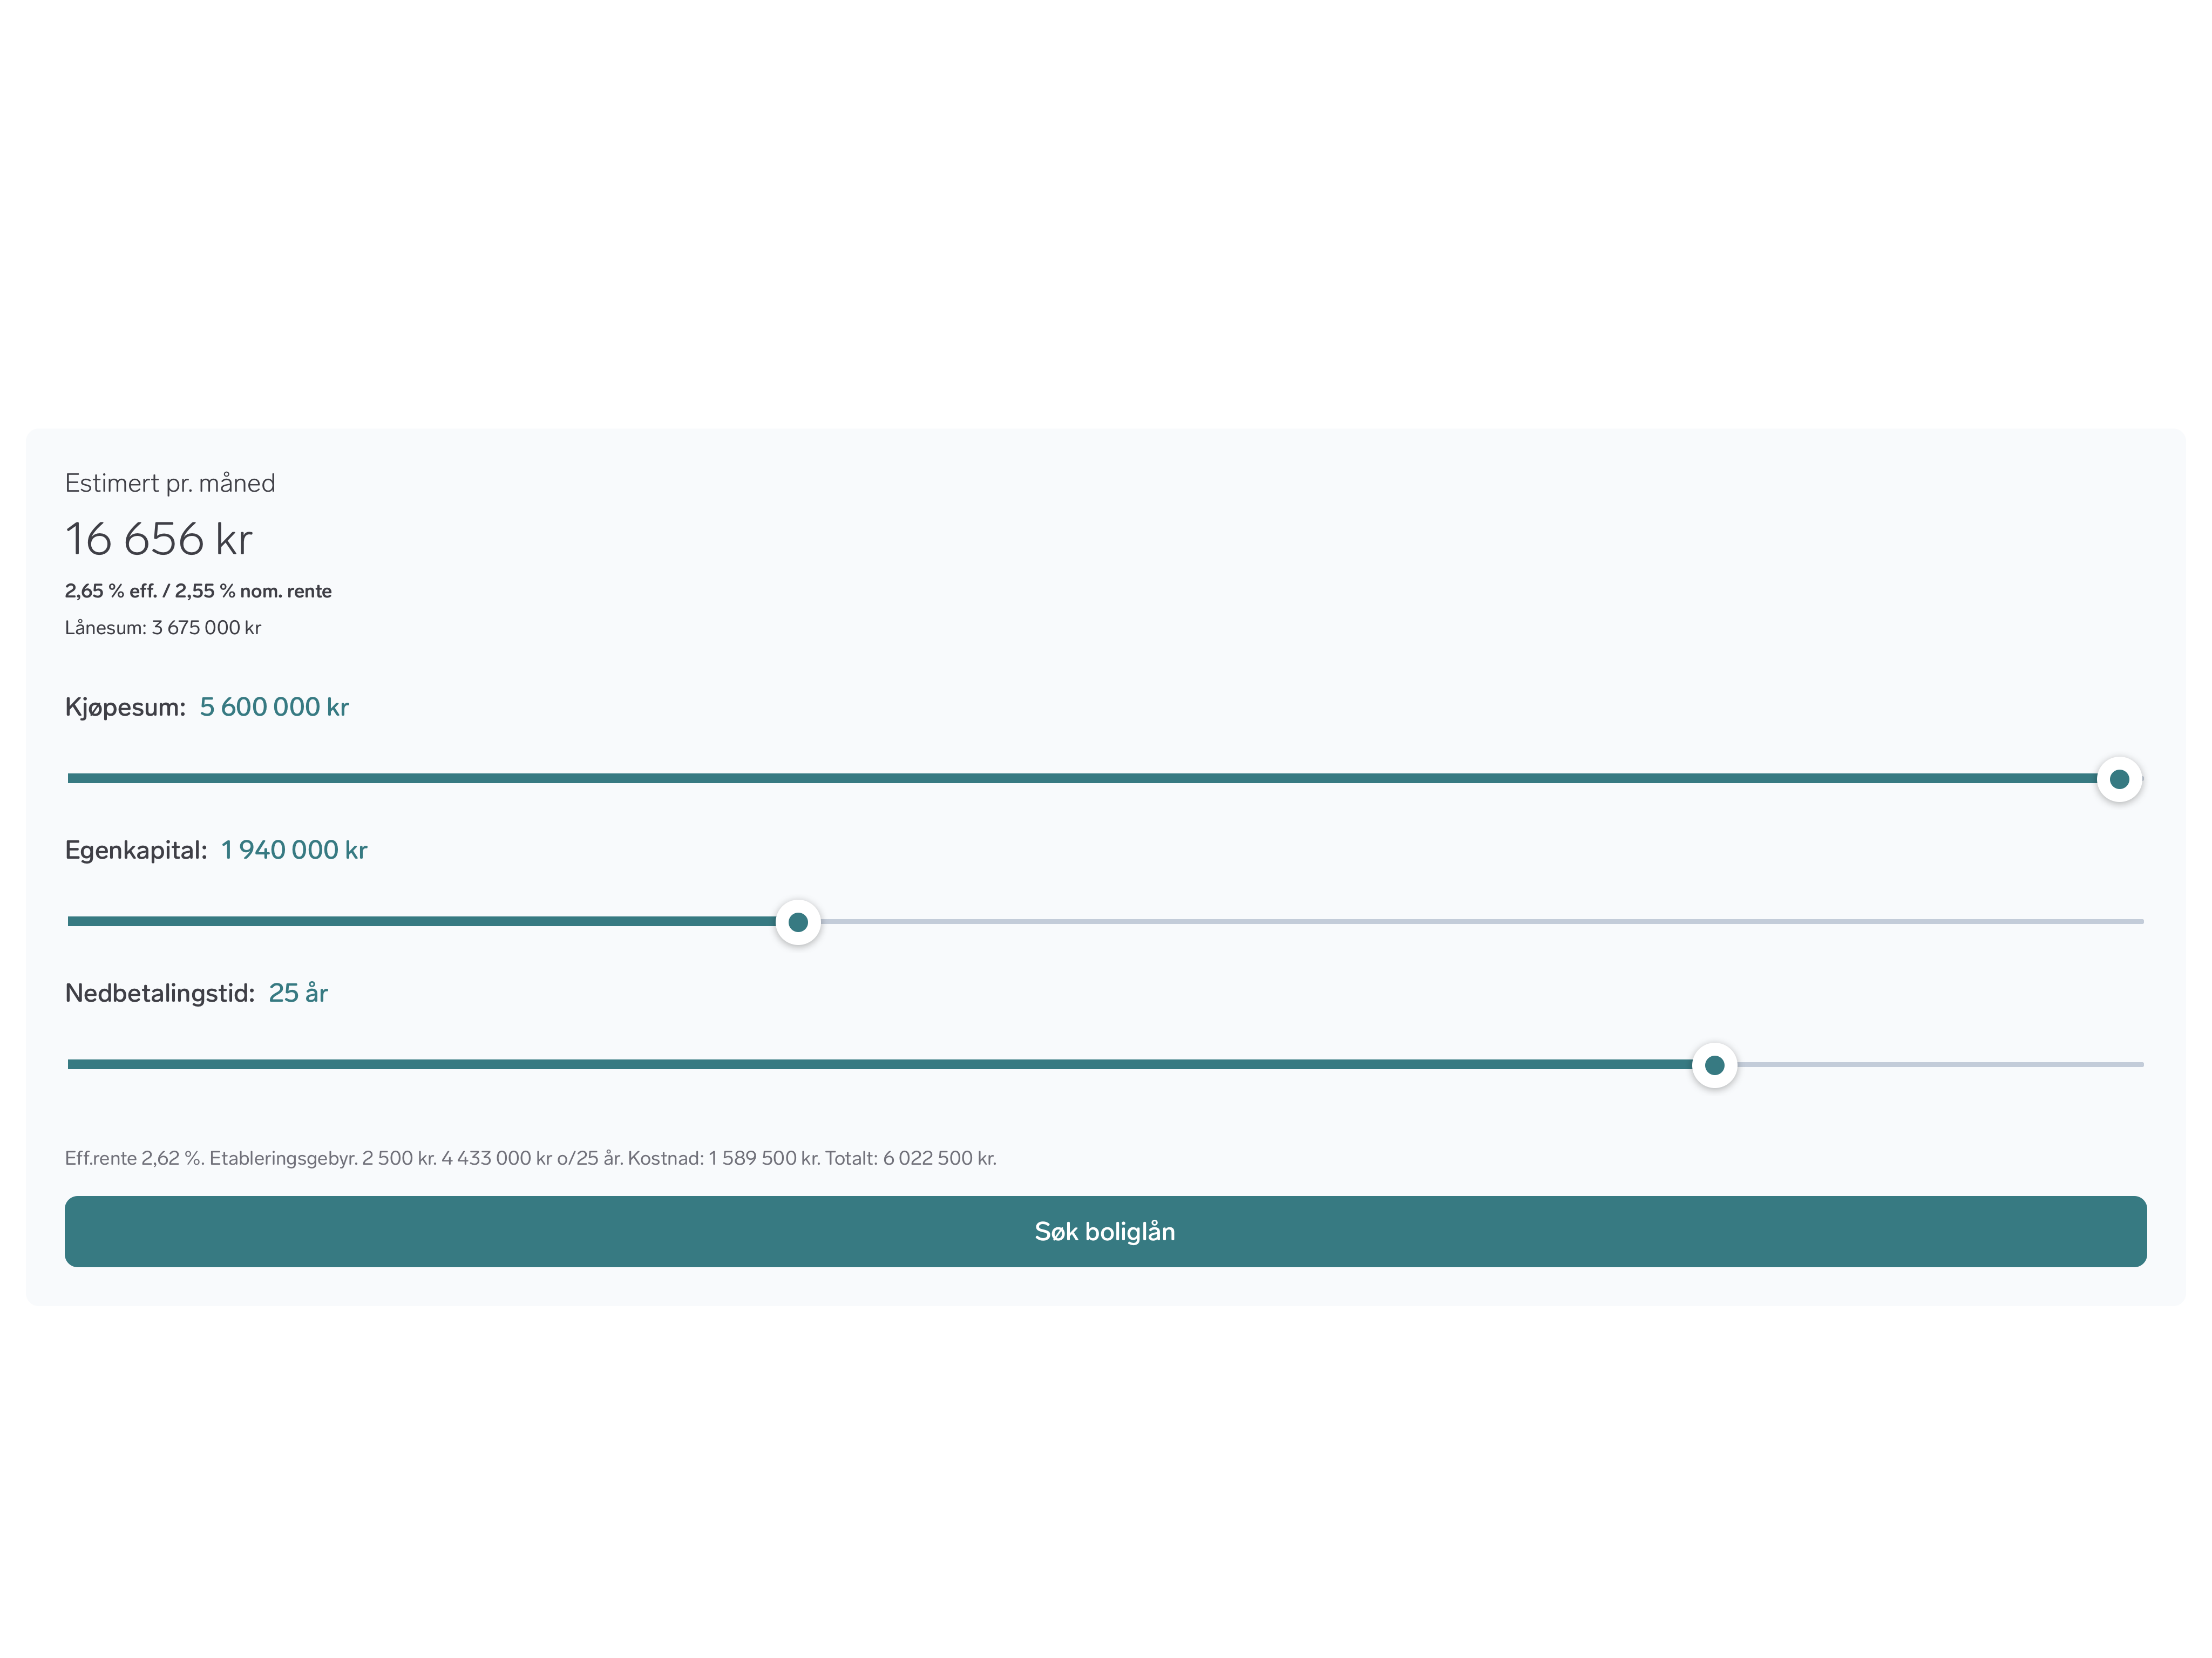 Estimert pr. måned
16 656 kr
2,65 % eff. / 2,55 % nom. rente
Lånesum: 3 675 000 kr
Kjøpesum: 5 600 000 kr
Egenkapital: 1 940 000 kr
Nedbetalingstid: 25 år
Eff.rente 2,62 %. Etableringsgebyr. 2 500 kr. 4 433 000 kr o/25 år. Kostnad: 1 589 500 kr. Totalt: 6 022 500 kr.
Søk boliglån